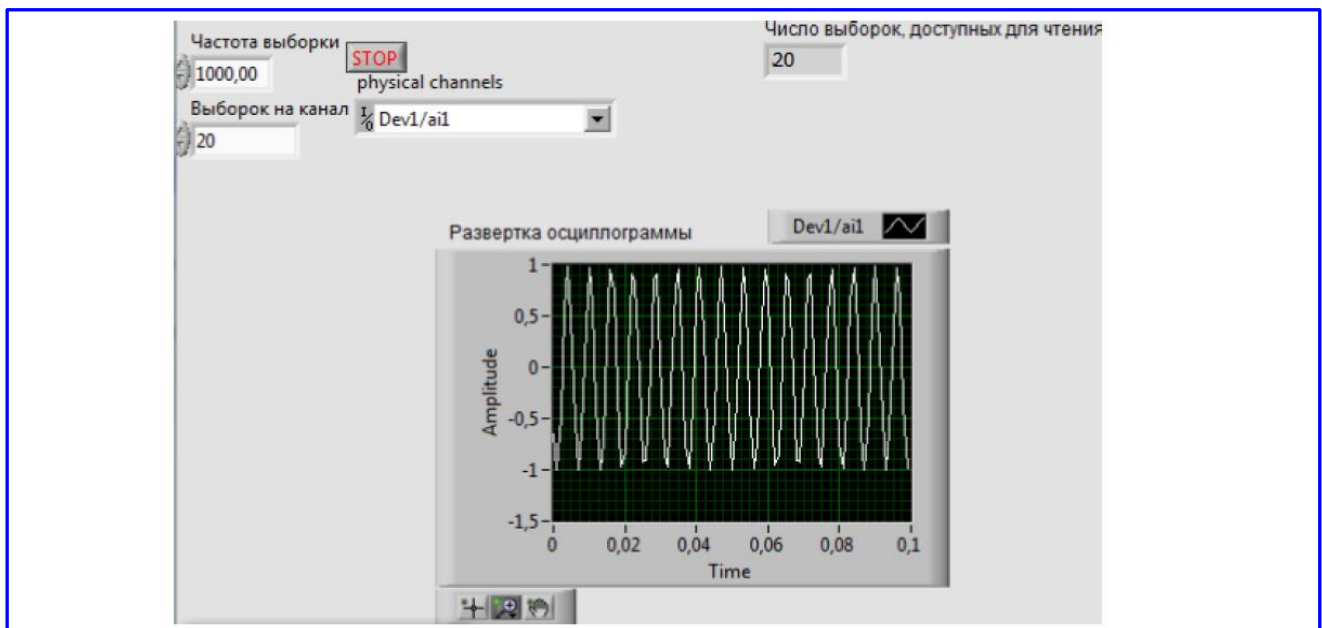 Частота выборки
1000,00
STOP
Число выборок, доступных для чтения
20
physical channels
Выборок на канал
Dev1/ai1
20
Развертка осциллограммы
Dev1/ai1
Amplitude
1
0,5
0
-0,5
-1
-1,5
0 0,02 0,04 0,06 0,08 0,1
Time